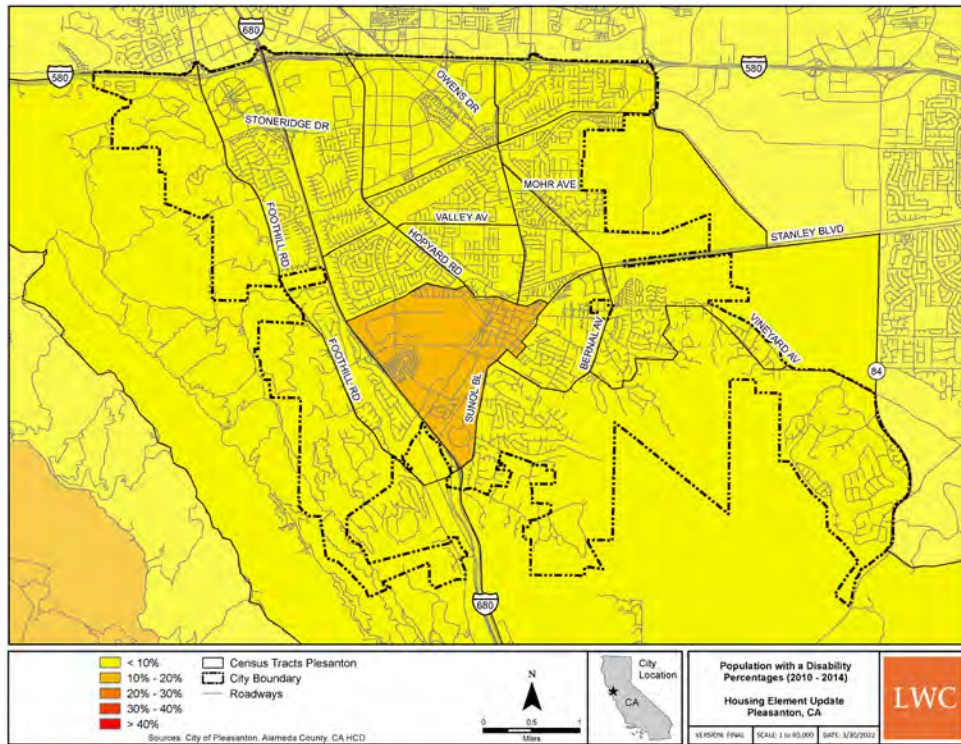 680
580
580
OWENS DR
STONERIDGE DR
MOHR AVE
VALLEY AV
STANLEY BLVD
FOOTHILL RD
HOPYARD RD
VINEYARD AV
BERNAL AV
FOOTHILL RD
84
SUNOL BL
680
< 10%
10% - 20%
20% - 30%
30% - 40%
> 40%
Census Tracts Plesanton
City Boundary
Roadways
N
0 0.5 1
Miles
Sources: City of Pleasanton, Alameda County, CA HCD
City
Location
CA
Population with a Disability
Percentages (2010 - 2014)
Housing Element Update
Pleasanton, CA
VERSION: FINAL
SCALE: 1 to 80,000
DATE: 3/30/2022
LWC